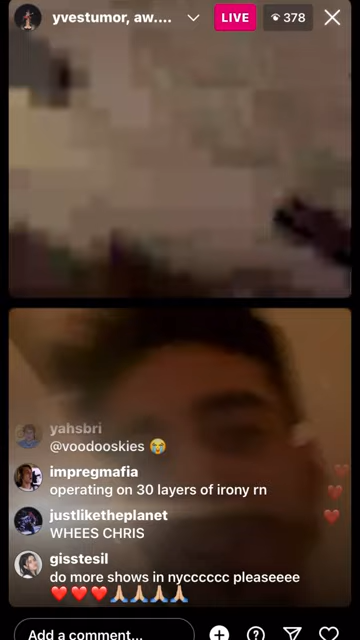 yvestumor, aw....
LIVE
378
yahsbri
@voodooskies 😭
impregmafia
operating on 30 layers of irony rn
justliketheplanet
WHEES CHRIS
gisstesil
do more shows in nycccccc pleaseeee
❤️❤️❤️🙏🏼🙏🏼🙏🏼🙏🏼
Add a comment...